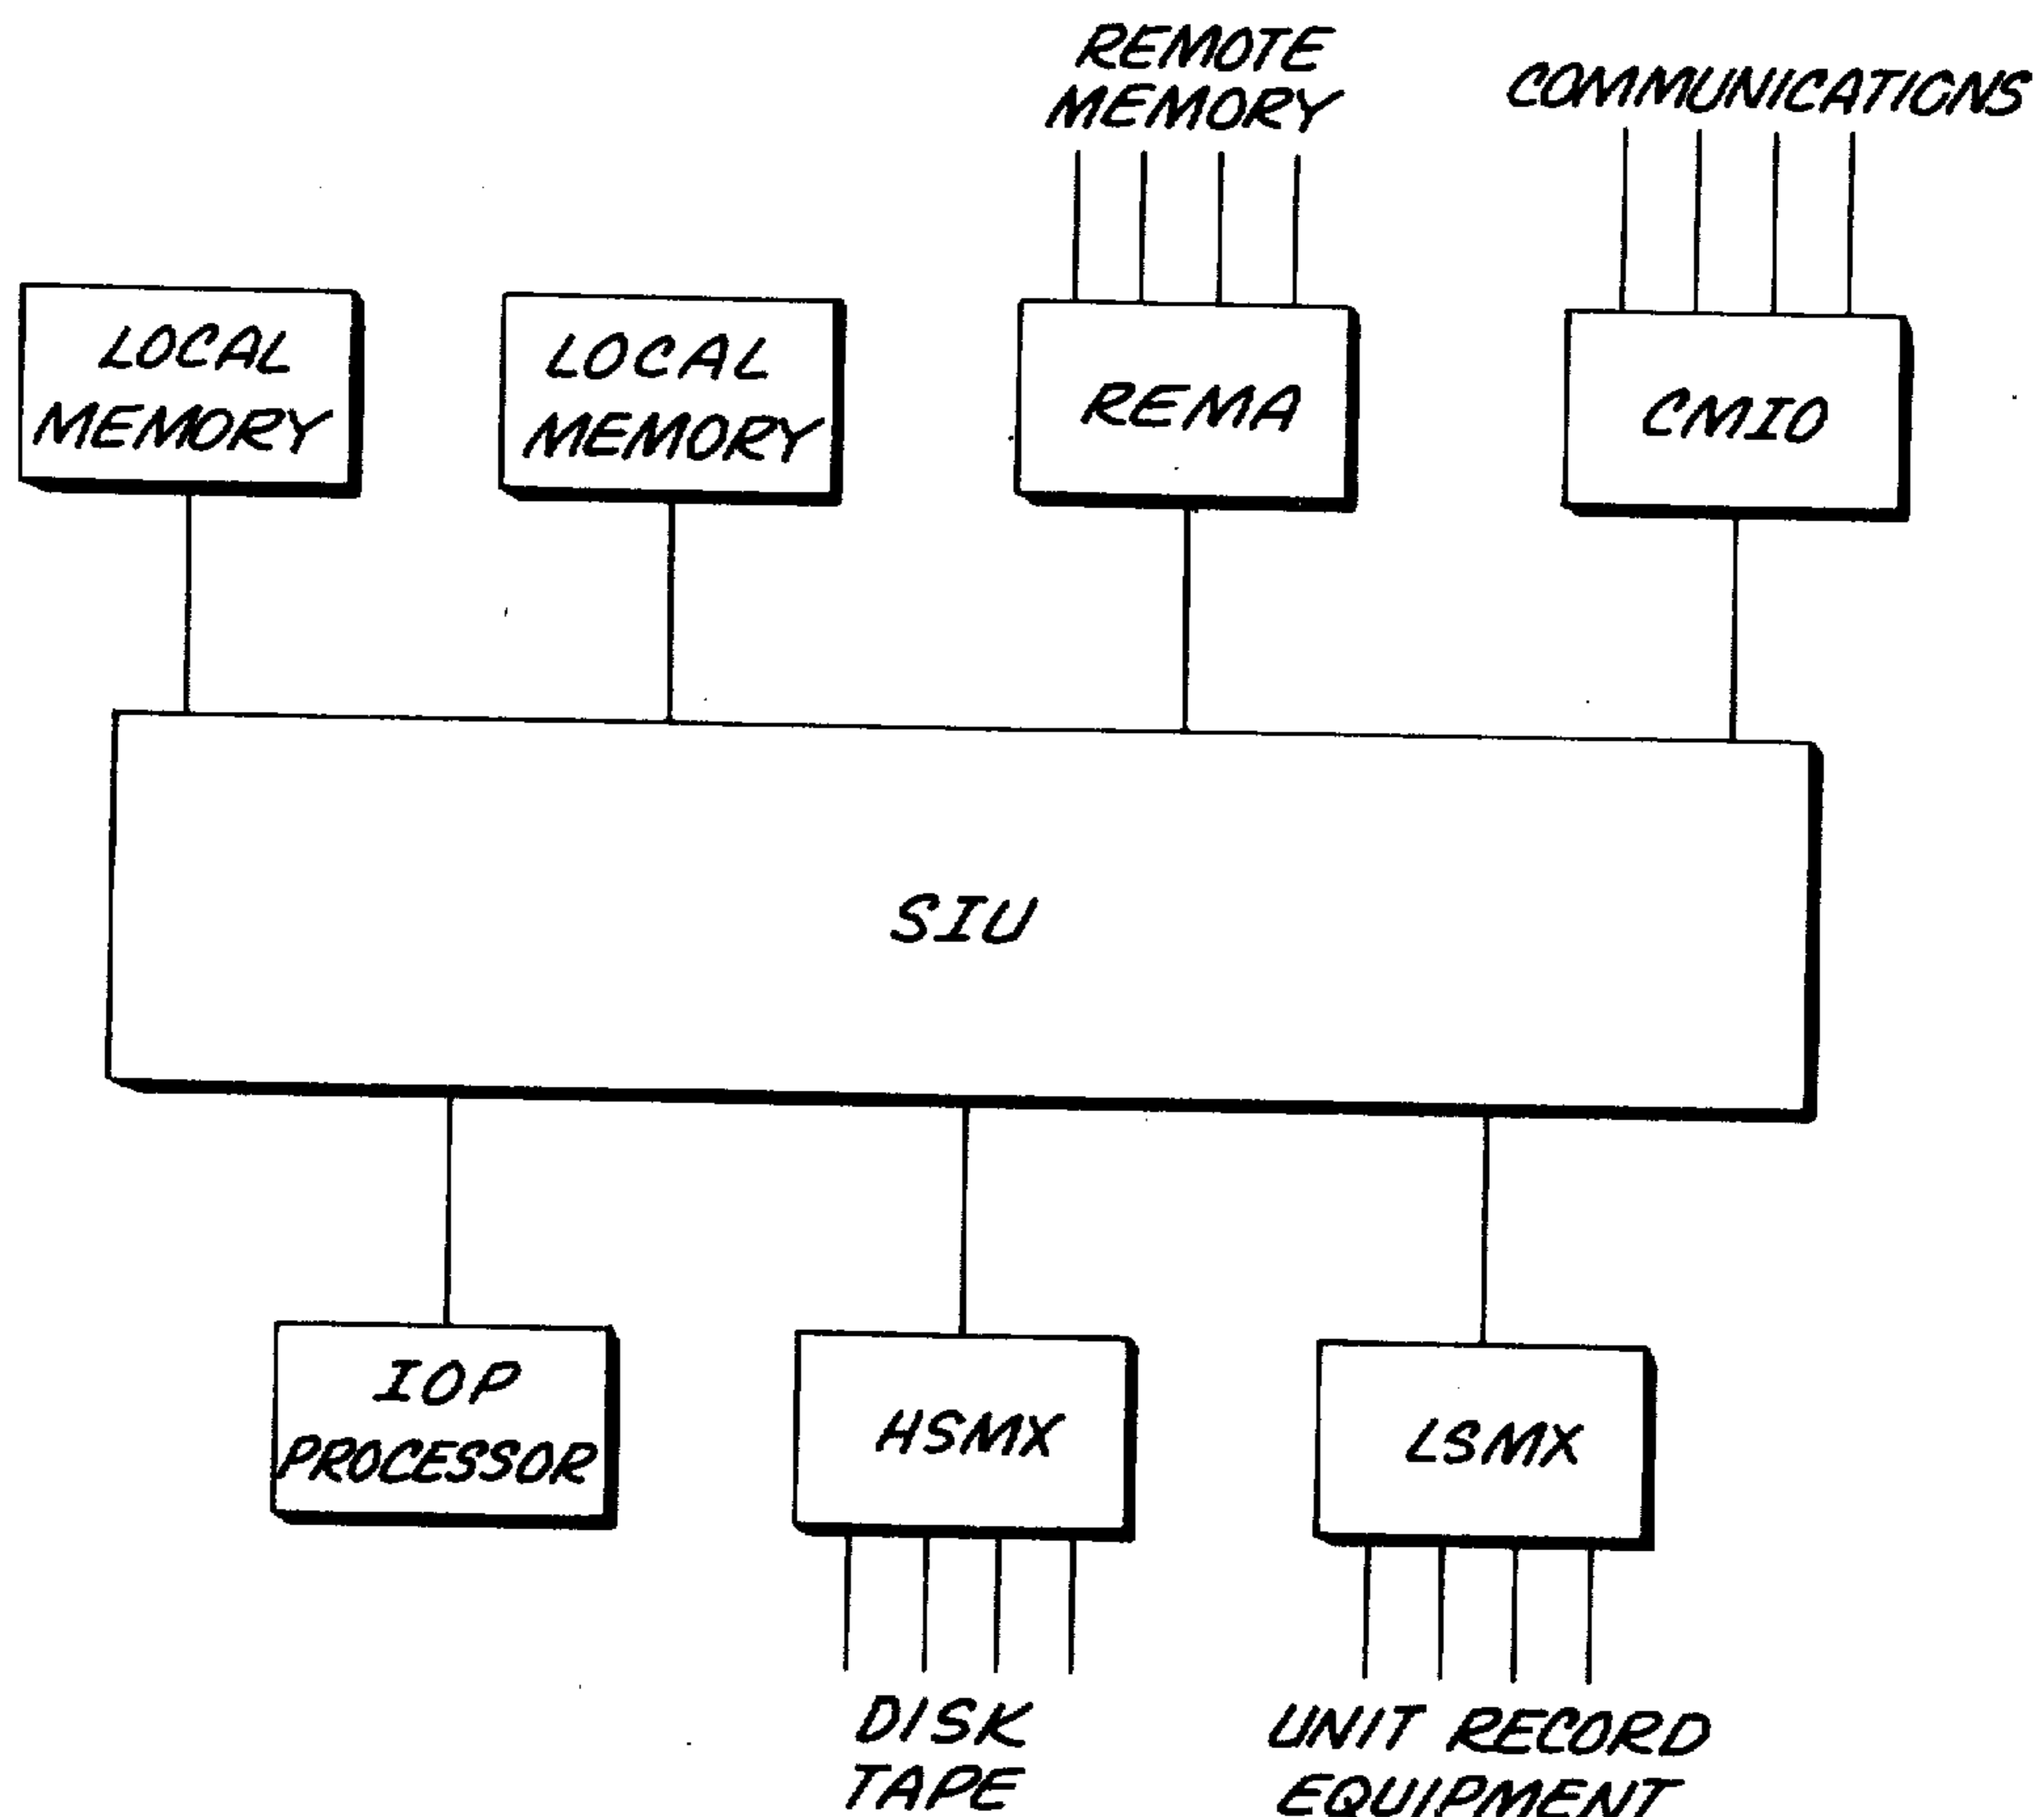 REMOTE
MEMORY
COMMUNICATIONS
LOCAL
MEMORY
LOCAL
MEMORY
REMA
CMIO
SIU
IOP
PROCESSOR
HSMX
LSMX
DISK
TAPE
UNIT RECORD
EQUIPMENT